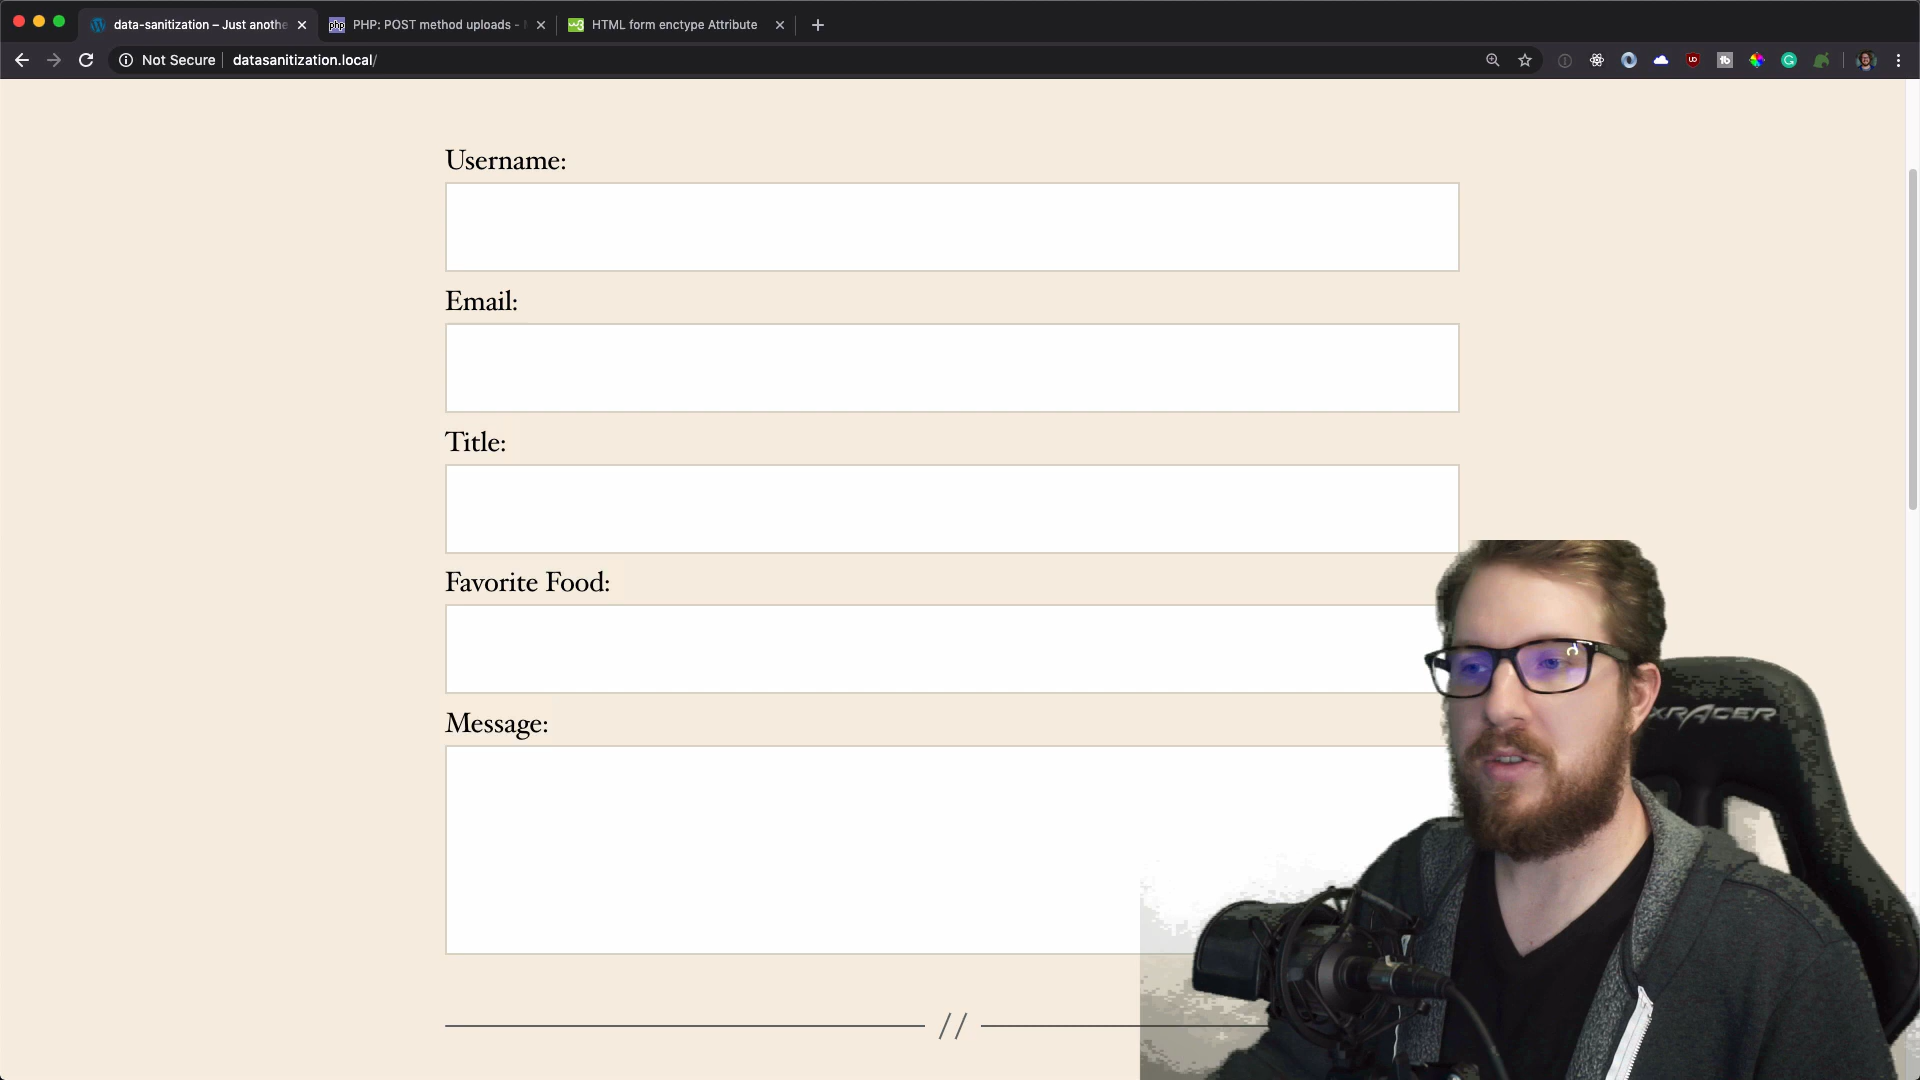 data-sanitization – Just anothe
PHP: POST method uploads -
HTML form enctype Attribute
Not Secure
datasanitization.local/
Username:
Email:
Title:
Favorite Food:
Message:
//
XRACER